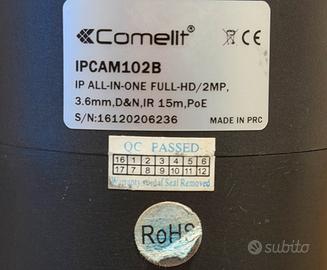 Comelit CE
IPCAM102B
IP ALL-IN-ONE FULL-HD/2MP,
3.6mm,D&N,IR 15m,PoE
S/N:16120206236 MADE IN PRC
QC PASSED
16 1 2 3 4 5 6
17 7 8 9 10 11 12
Warranty Seal Removed
RoHS
subito